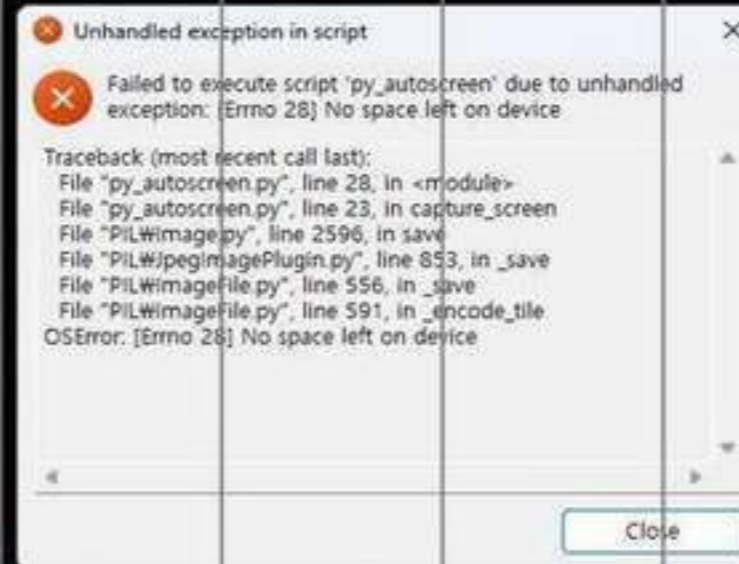 Unhandled exception in script
Failed to execute script 'py_autoscreen' due to unhandled
exception: [Errno 28] No space left on device
Traceback (most recent call last):
File "py_autoscreen.py", line 28, in <module>
File "py_autoscreen.py", line 23, in capture_screen
File "PIL₩Image.py", line 2596, in save
File "PIL₩JpegImagePlugin.py", line 853, in _save
File "PIL₩ImageFile.py", line 556, in _save
File "PIL₩ImageFile.py", line 591, in _encode_tile
OSError: [Errno 28] No space left on device
Close